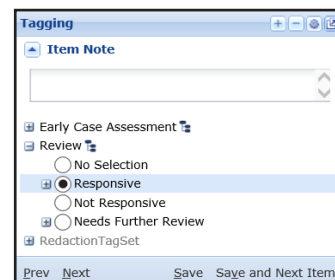 Tagging
Item Note
Early Case Assessment
Review
No Selection
Responsive
Not Responsive
Needs Further Review
RedactionTagSet
Prev Next Save Save and Next Item